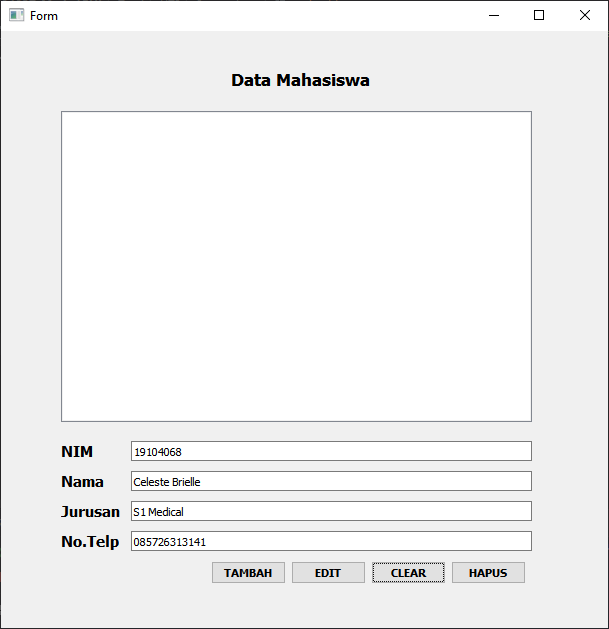 Form
Data Mahasiswa
NIM 19104068
Nama Celeste Brielle
Jurusan S1 Medical
No.Telp 085726313141
TAMBAH EDIT CLEAR HAPUS